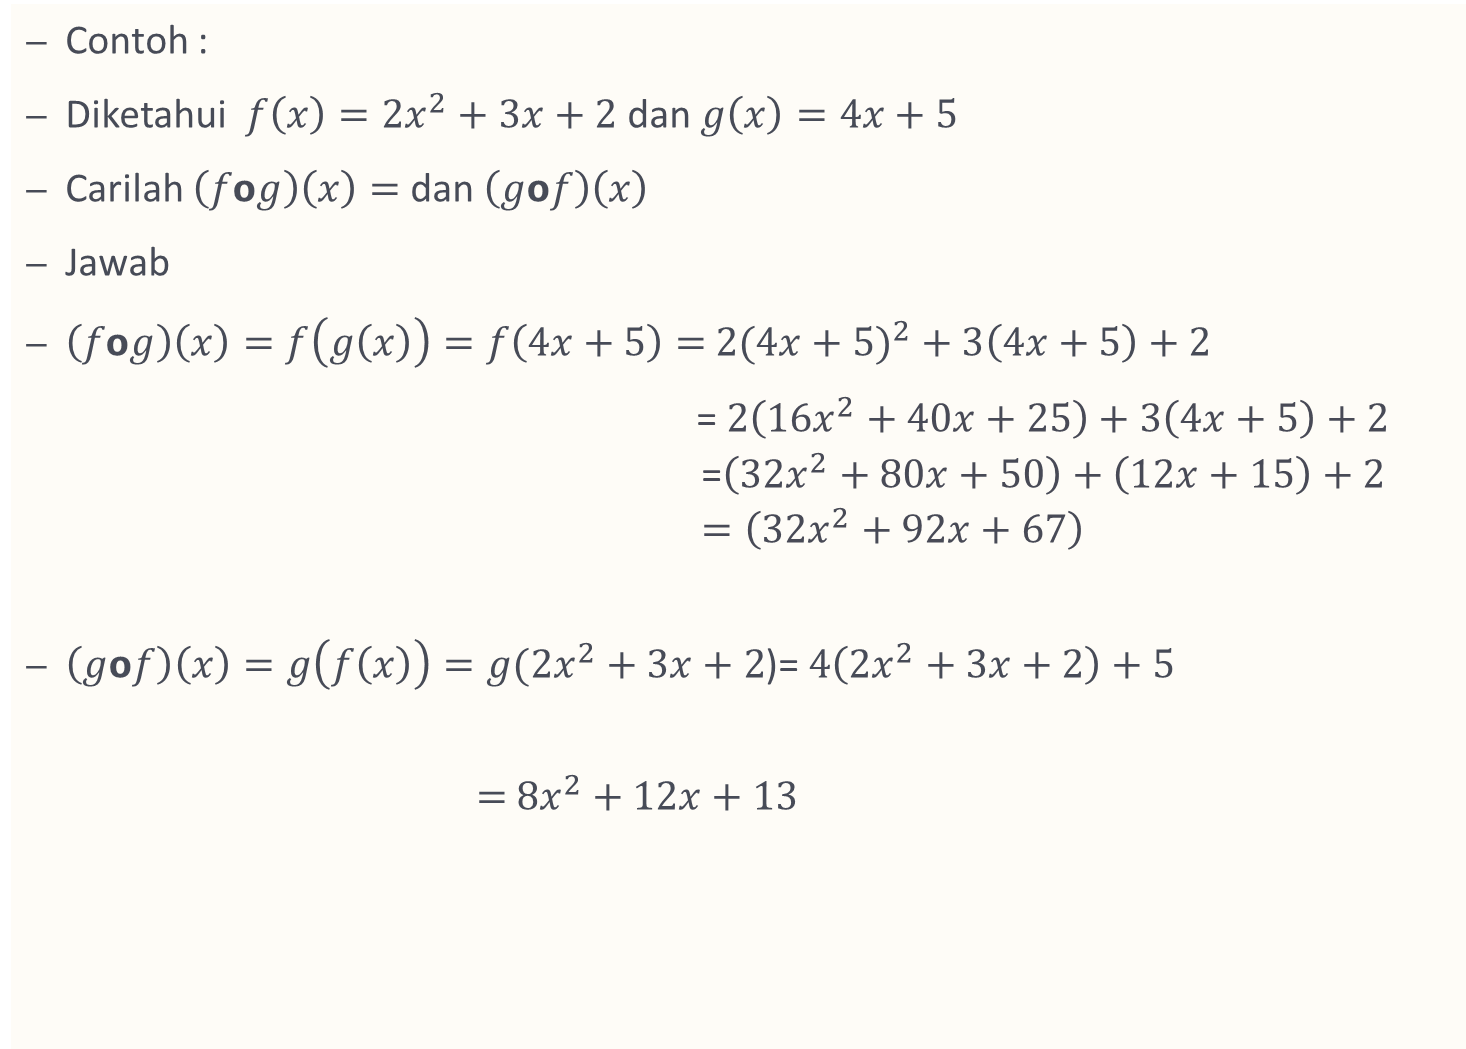 – Contoh :
– Diketahui f(x) = 2x² + 3x + 2 dan g(x) = 4x + 5
– Carilah (fog)(x) = dan (gof)(x)
– Jawab
– (fog)(x) = f(g(x)) = f(4x + 5) = 2(4x + 5)² + 3(4x + 5) + 2
= 2(16x² + 40x + 25) + 3(4x + 5) + 2
=(32x² + 80x + 50) + (12x + 15) + 2
= (32x² + 92x + 67)
– (gof)(x) = g(f(x)) = g(2x² + 3x + 2)= 4(2x² + 3x + 2) + 5
= 8x² + 12x + 13